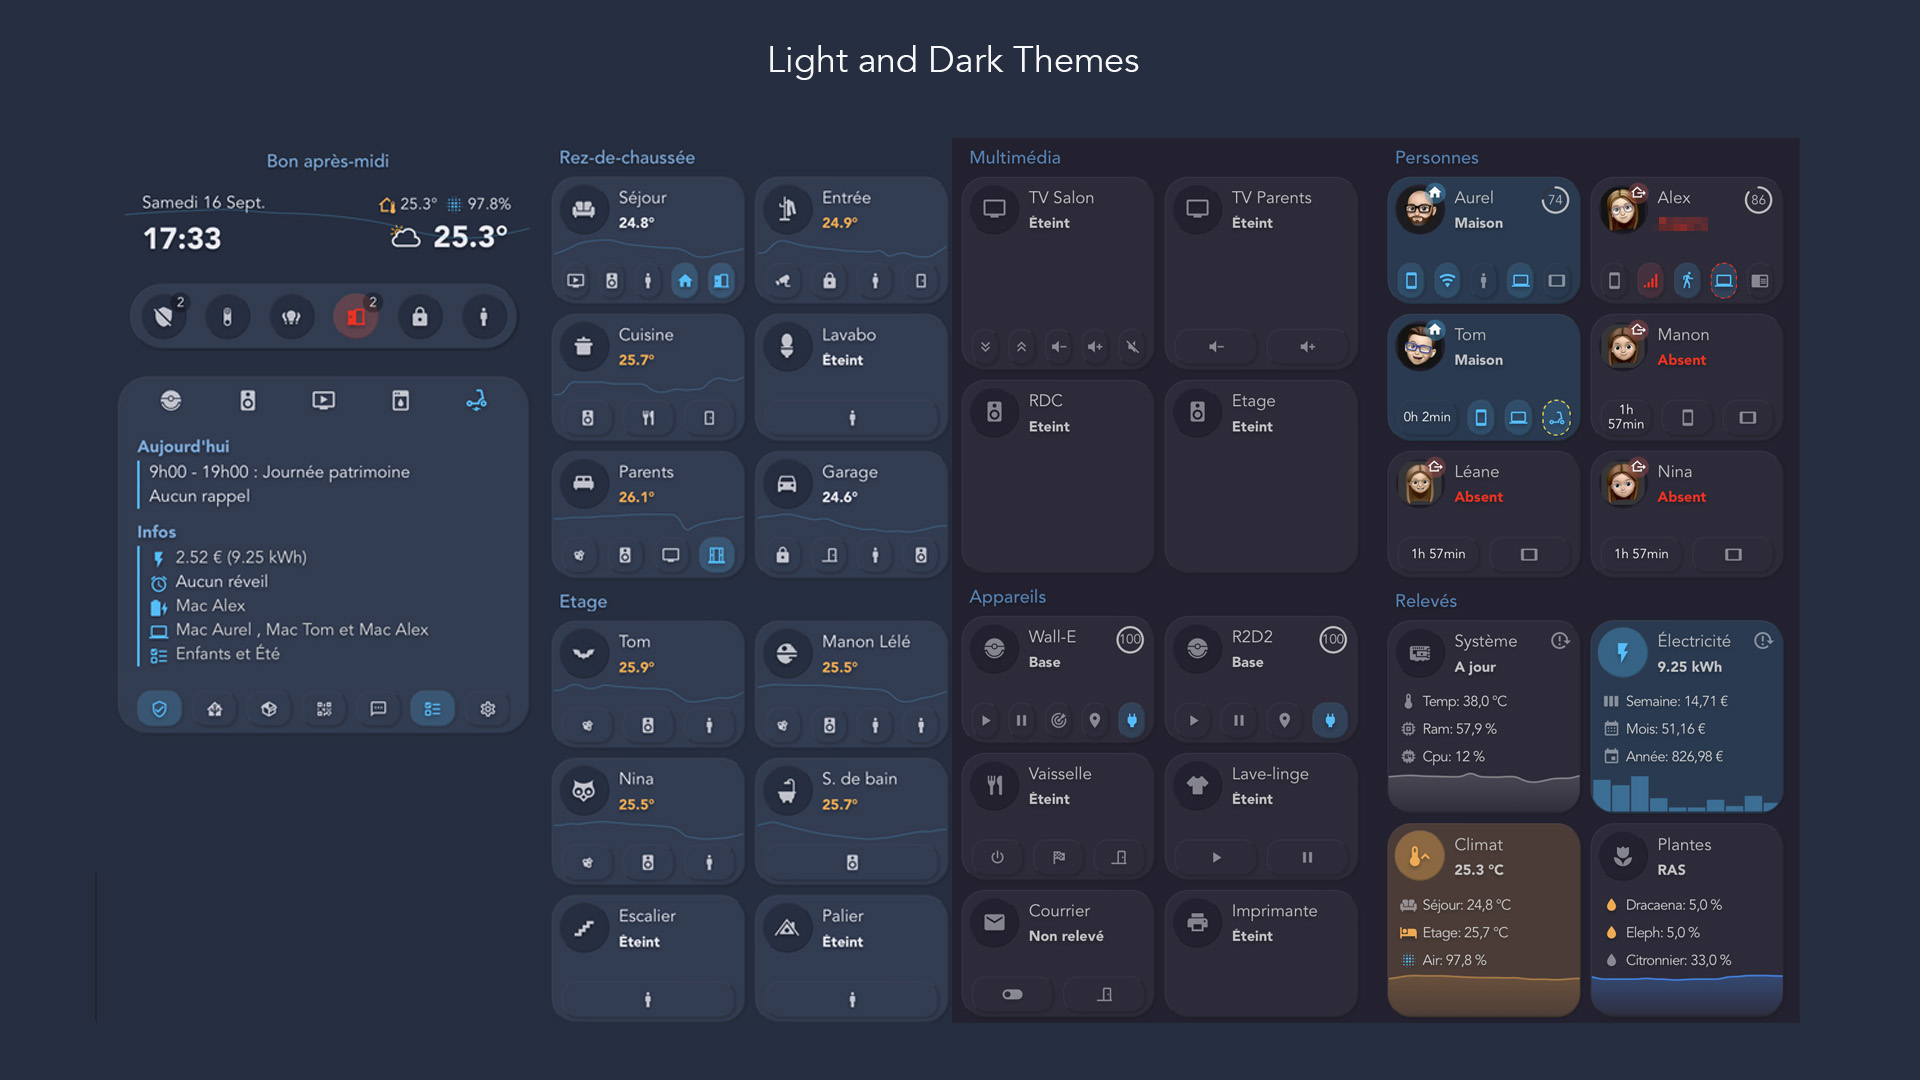 Light and Dark Themes
Bon après-midi
Samedi 16 Sept.
25.3° 97.8%
17:33
25.3°
2
2
Aujourd'hui
9h00 - 19h00 : Journée patrimoine
Aucun rappel
Infos
2.52 € (9.25 kWh)
Aucun réveil
Mac Alex
Mac Aurel , Mac Tom et Mac Alex
Enfants et Été
Rez-de-chaussée
Séjour
24.8°
Entrée
24.9°
Cuisine
25.7°
Lavabo
Éteint
Parents
26.1°
Garage
24.6°
Etage
Tom
25.9°
Manon Lélé
25.5°
Nina
25.5°
S. de bain
25.7°
Escalier
Éteint
Palier
Éteint
Multimédia
TV Salon
Éteint
TV Parents
Éteint
RDC
Eteint
Etage
Eteint
Appareils
Wall-E
Base
100
R2D2
Base
100
Vaisselle
Éteint
Lave-linge
Éteint
Courrier
Non relevé
Imprimante
Éteint
Personnes
Aurel
Maison
74
Alex
86
Tom
Maison
0h 2min
Manon
Absent
1h
57min
Léane
Absent
1h 57min
Nina
Absent
1h 57min
Relevés
Système
A jour
Temp: 38,0 °C
Ram: 57,9 %
Cpu: 12 %
Électricité
9.25 kWh
Semaine: 14,71 €
Mois: 51,16 €
Année: 826,98 €
Climat
25.3 °C
Séjour: 24,8 °C
Etage: 25,7 °C
Air: 97,8 %
Plantes
RAS
Dracaena: 5,0 %
Eleph: 5,0 %
Citronnier: 33,0 %